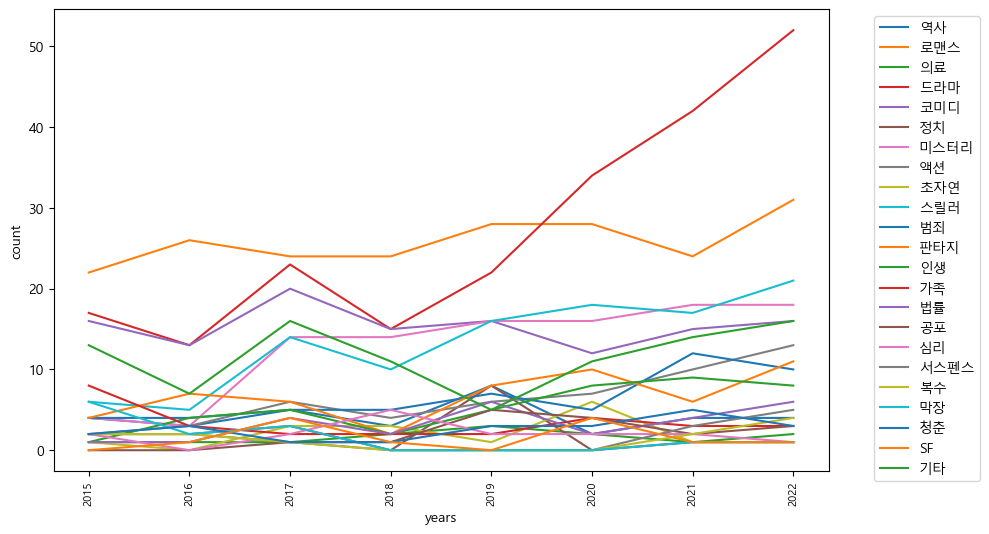 50
40
30
20
10
0
count
2015
2016
2017
2018
2019
2020
2021
2022
years
역사
로맨스
의료
드라마
코미디
정치
미스터리
액션
초자연
스릴러
범죄
판타지
인생
가족
법률
공포
심리
서스펜스
복수
막장
청춘
SF
기타